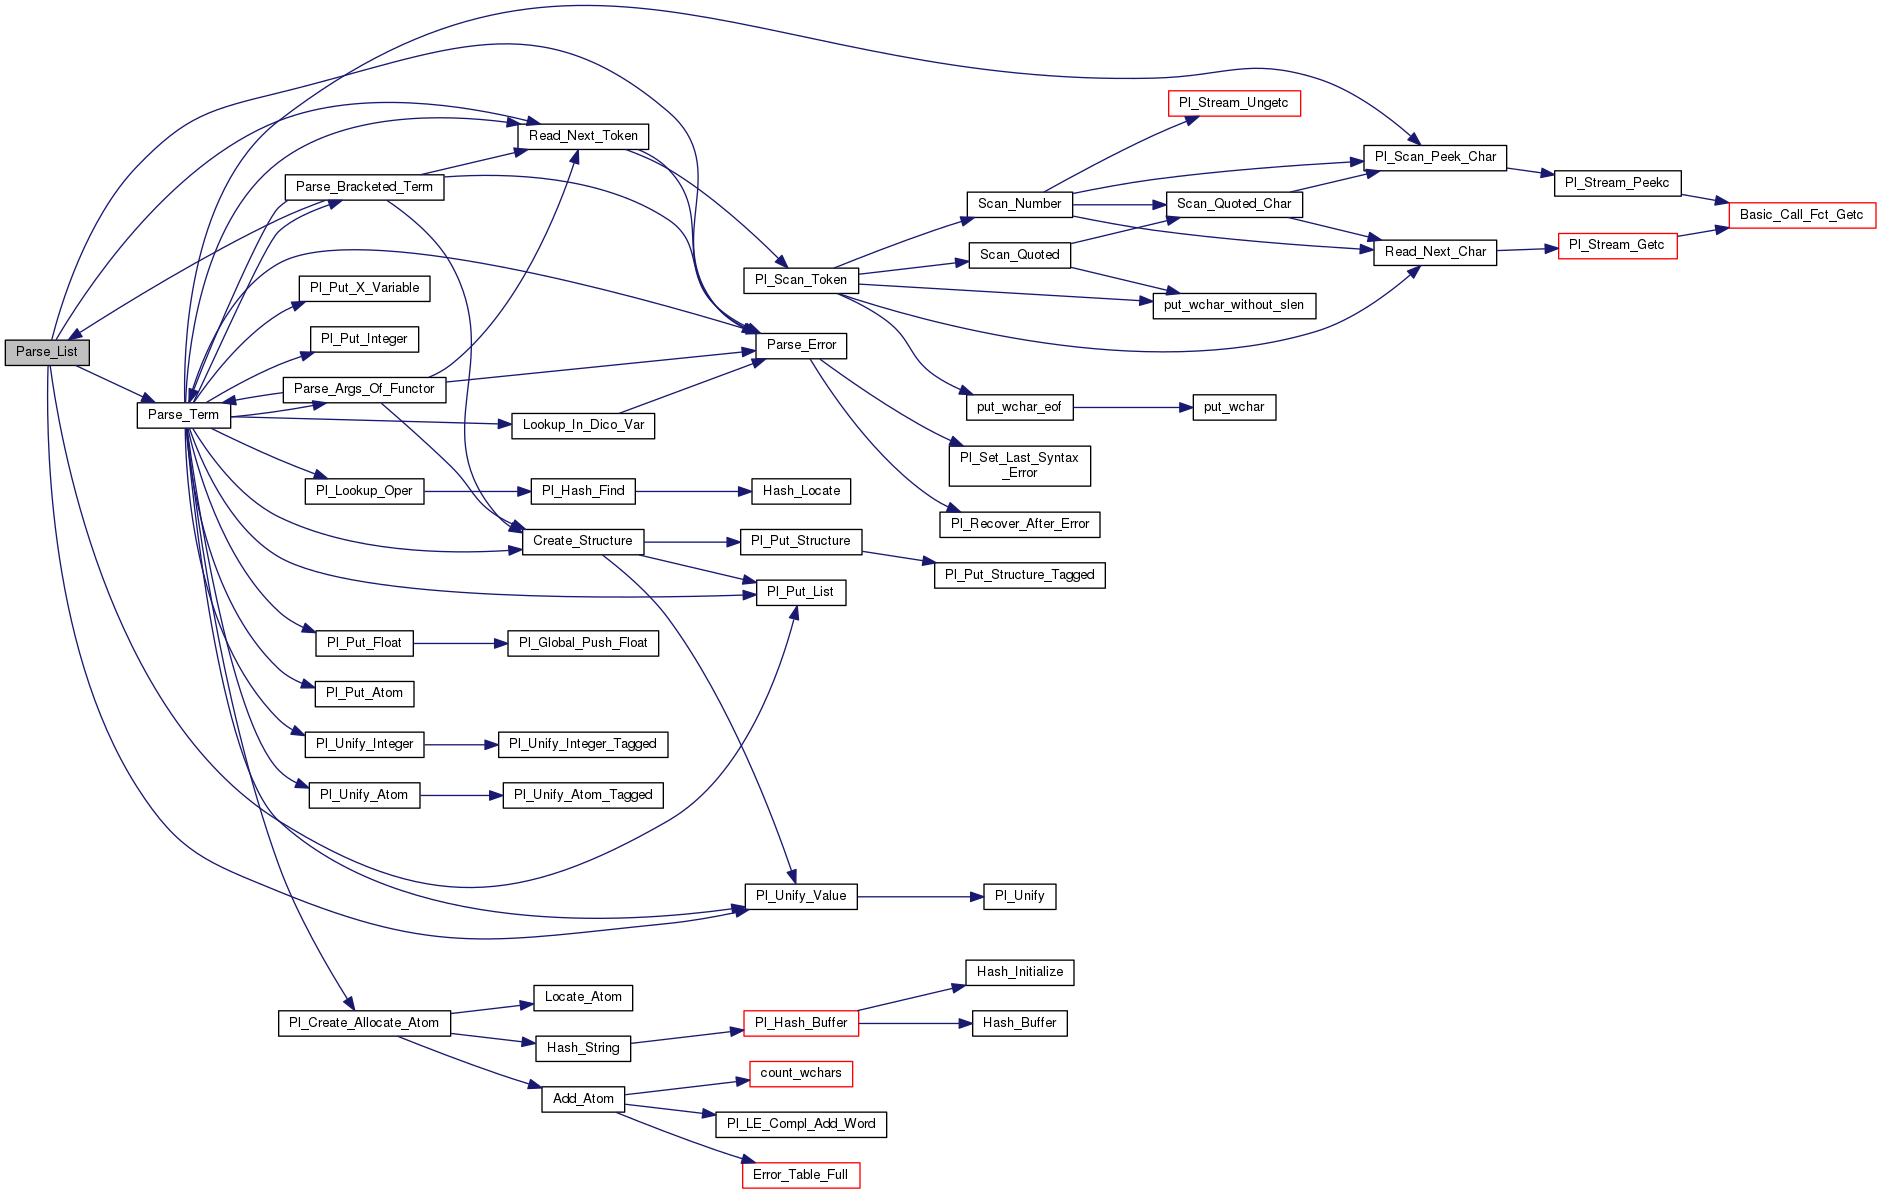 Pl_Stream_Ungetc
Read_Next_Token
Pl_Scan_Peek_Char
Pl_Stream_Peekc
Parse_Bracketed_Term
Scan_Number
Scan_Quoted_Char
Basic_Call_Fct_Getc
Pl_Stream_Getc
Scan_Quoted
Read_Next_Char
Pl_Scan_Token
Pl_Put_X_Variable
put_wchar_without_slen
Pl_Put_Integer
Parse_Error
Parse_List
Parse_Args_Of_Functor
Parse_Term
put_wchar_eof
put_wchar
Lookup_In_Dico_Var
Pl_Set_Last_Syntax
_Error
Pl_Lookup_Oper
Pl_Hash_Find
Hash_Locate
Pl_Recover_After_Error
Create_Structure
Pl_Put_Structure
Pl_Put_Structure_Tagged
Pl_Put_List
Pl_Put_Float
Pl_Global_Push_Float
Pl_Put_Atom
Pl_Unify_Integer
Pl_Unify_Integer_Tagged
Pl_Unify_Atom
Pl_Unify_Atom_Tagged
Pl_Unify_Value
Pl_Unify
Hash_Initialize
Locate_Atom
Pl_Create_Allocate_Atom
Pl_Hash_Buffer
Hash_Buffer
Hash_String
count_wchars
Add_Atom
Pl_LE_Compl_Add_Word
Error_Table_Full